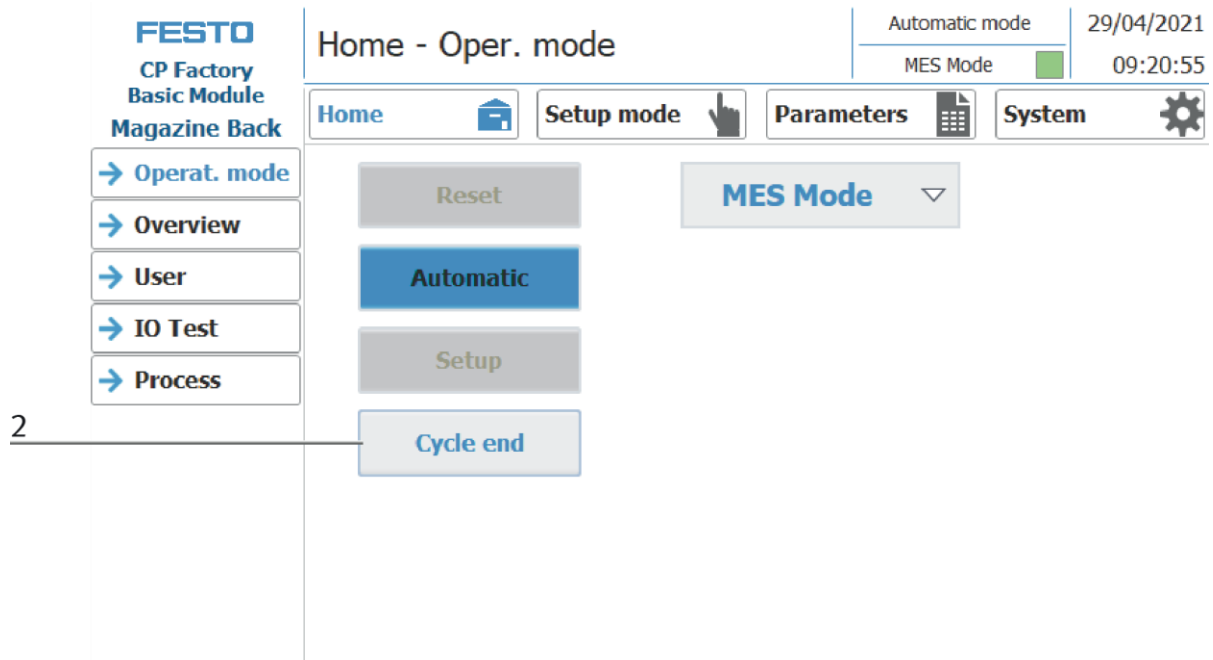 FESTO
CP Factory
Basic Module
Magazine Back
Home - Oper. mode
Automatic mode
MES Mode
29/04/2021
09:20:55
Home
Setup mode
Parameters
System
Operat. mode
Overview
User
IO Test
Process
Reset
MES Mode
Automatic
Setup
Cycle end
2